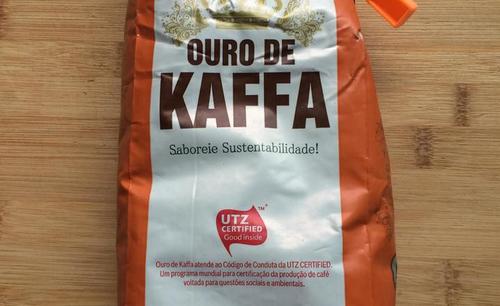 OURO DE
KAFFA
Saboreie Sustentabilidade!
UTZ
CERTIFIED
Good inside
TM
Ouro de Kaffa atende ao Código de Conduta da UTZ CERTIFIED.
Um programa mundial para certificação da produção de café
voltada para questões sociais e ambientais.